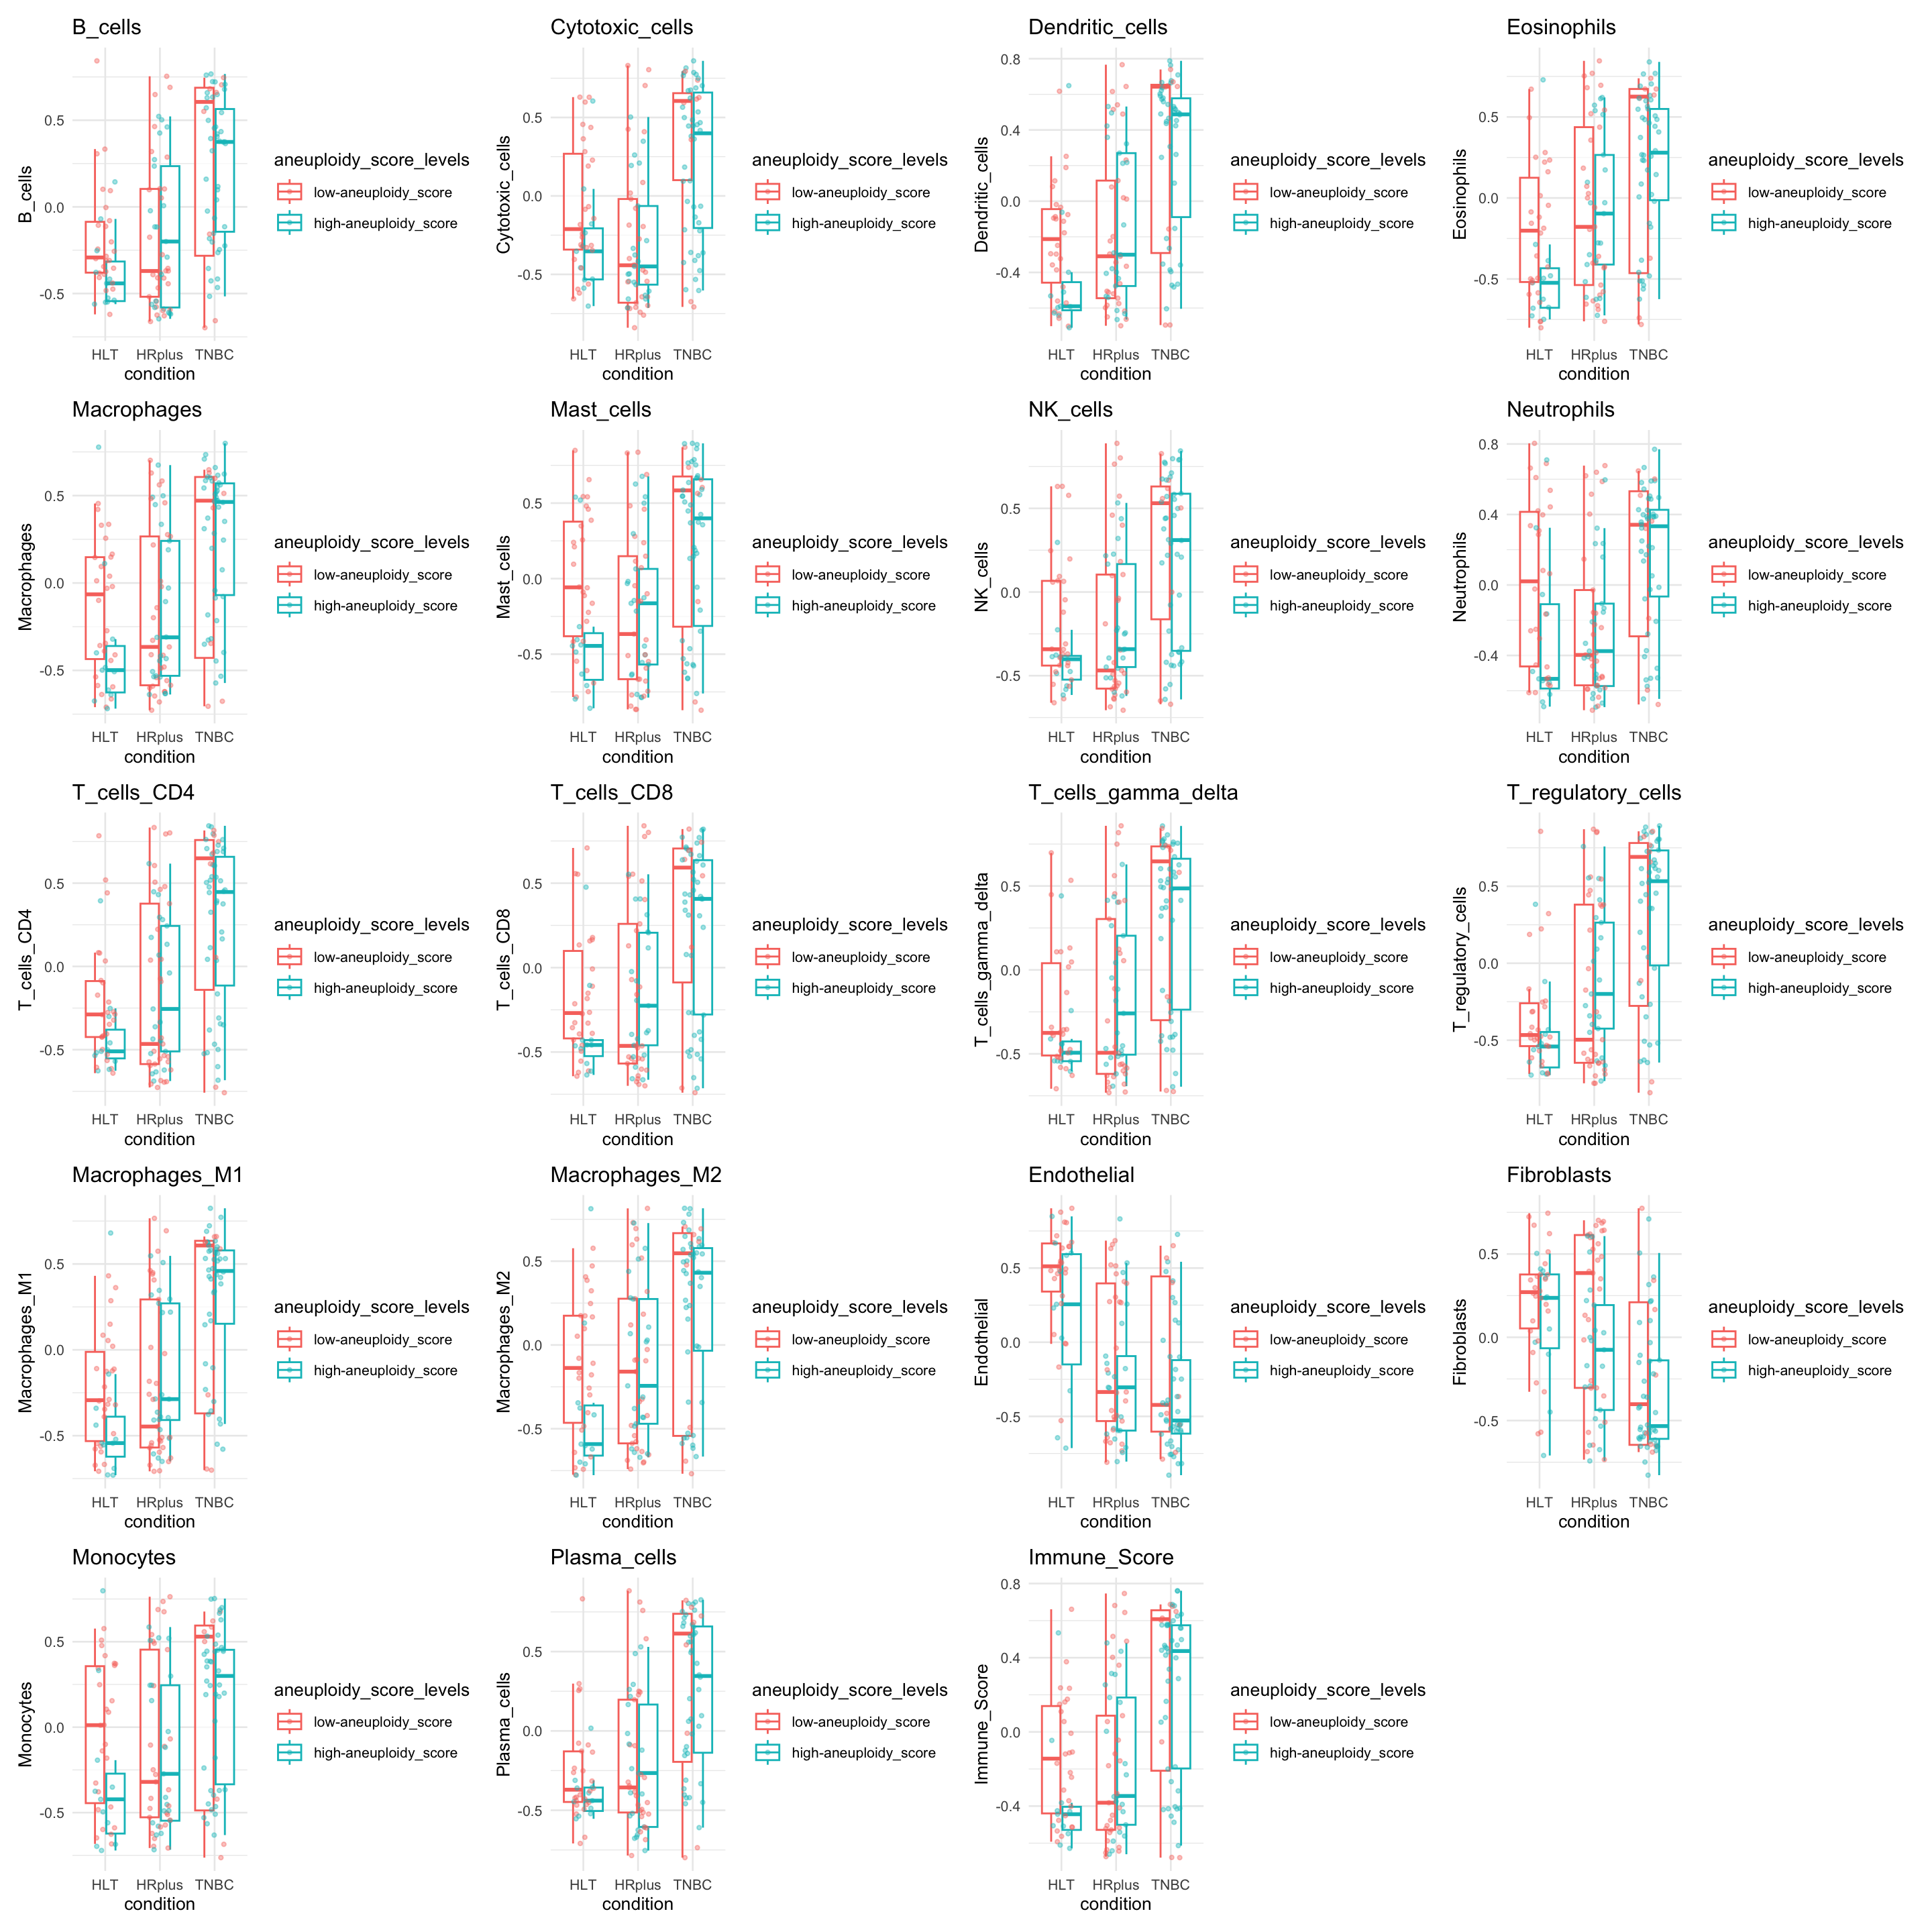 B_cells
Cytotoxic_cells
Dendritic_cells
Eosinophils
B_cells
0.5
0.0
-0.5
HLT HRplus TNBC
condition
aneuploidy_score_levels
low-aneuploidy_score
high-aneuploidy_score
Cytotoxic_cells
0.5
0.0
-0.5
HLT HRplus TNBC
condition
aneuploidy_score_levels
low-aneuploidy_score
high-aneuploidy_score
Dendritic_cells
0.8
0.4
0.0
-0.4
HLT HRplus TNBC
condition
aneuploidy_score_levels
low-aneuploidy_score
high-aneuploidy_score
Eosinophils
0.5
0.0
-0.5
HLT HRplus TNBC
condition
aneuploidy_score_levels
low-aneuploidy_score
high-aneuploidy_score
Macrophages
Mast_cells
NK_cells
Neutrophils
Macrophages
0.5
0.0
-0.5
HLT HRplus TNBC
condition
aneuploidy_score_levels
low-aneuploidy_score
high-aneuploidy_score
Mast_cells
0.5
0.0
-0.5
HLT HRplus TNBC
condition
aneuploidy_score_levels
low-aneuploidy_score
high-aneuploidy_score
NK_cells
0.5
0.0
-0.5
HLT HRplus TNBC
condition
aneuploidy_score_levels
low-aneuploidy_score
high-aneuploidy_score
Neutrophils
0.8
0.4
0.0
-0.4
HLT HRplus TNBC
condition
aneuploidy_score_levels
low-aneuploidy_score
high-aneuploidy_score
T_cells_CD4
T_cells_CD8
T_cells_gamma_delta
T_regulatory_cells
T_cells_CD4
0.5
0.0
-0.5
HLT HRplus TNBC
condition
aneuploidy_score_levels
low-aneuploidy_score
high-aneuploidy_score
T_cells_CD8
0.5
0.0
-0.5
HLT HRplus TNBC
condition
aneuploidy_score_levels
low-aneuploidy_score
high-aneuploidy_score
T_cells_gamma_delta
0.5
0.0
-0.5
HLT HRplus TNBC
condition
aneuploidy_score_levels
low-aneuploidy_score
high-aneuploidy_score
T_regulatory_cells
0.5
0.0
-0.5
HLT HRplus TNBC
condition
aneuploidy_score_levels
low-aneuploidy_score
high-aneuploidy_score
Macrophages_M1
Macrophages_M2
Endothelial
Fibroblasts
Macrophages_M1
0.5
0.0
-0.5
HLT HRplus TNBC
condition
aneuploidy_score_levels
low-aneuploidy_score
high-aneuploidy_score
Macrophages_M2
0.5
0.0
-0.5
HLT HRplus TNBC
condition
aneuploidy_score_levels
low-aneuploidy_score
high-aneuploidy_score
Endothelial
0.5
0.0
-0.5
HLT HRplus TNBC
condition
aneuploidy_score_levels
low-aneuploidy_score
high-aneuploidy_score
Fibroblasts
0.5
0.0
-0.5
HLT HRplus TNBC
condition
aneuploidy_score_levels
low-aneuploidy_score
high-aneuploidy_score
Monocytes
Plasma_cells
Immune_Score
Monocytes
0.5
0.0
-0.5
HLT HRplus TNBC
condition
aneuploidy_score_levels
low-aneuploidy_score
high-aneuploidy_score
Plasma_cells
0.5
0.0
-0.5
HLT HRplus TNBC
condition
aneuploidy_score_levels
low-aneuploidy_score
high-aneuploidy_score
Immune_Score
0.8
0.4
0.0
-0.4
HLT HRplus TNBC
condition
aneuploidy_score_levels
low-aneuploidy_score
high-aneuploidy_score